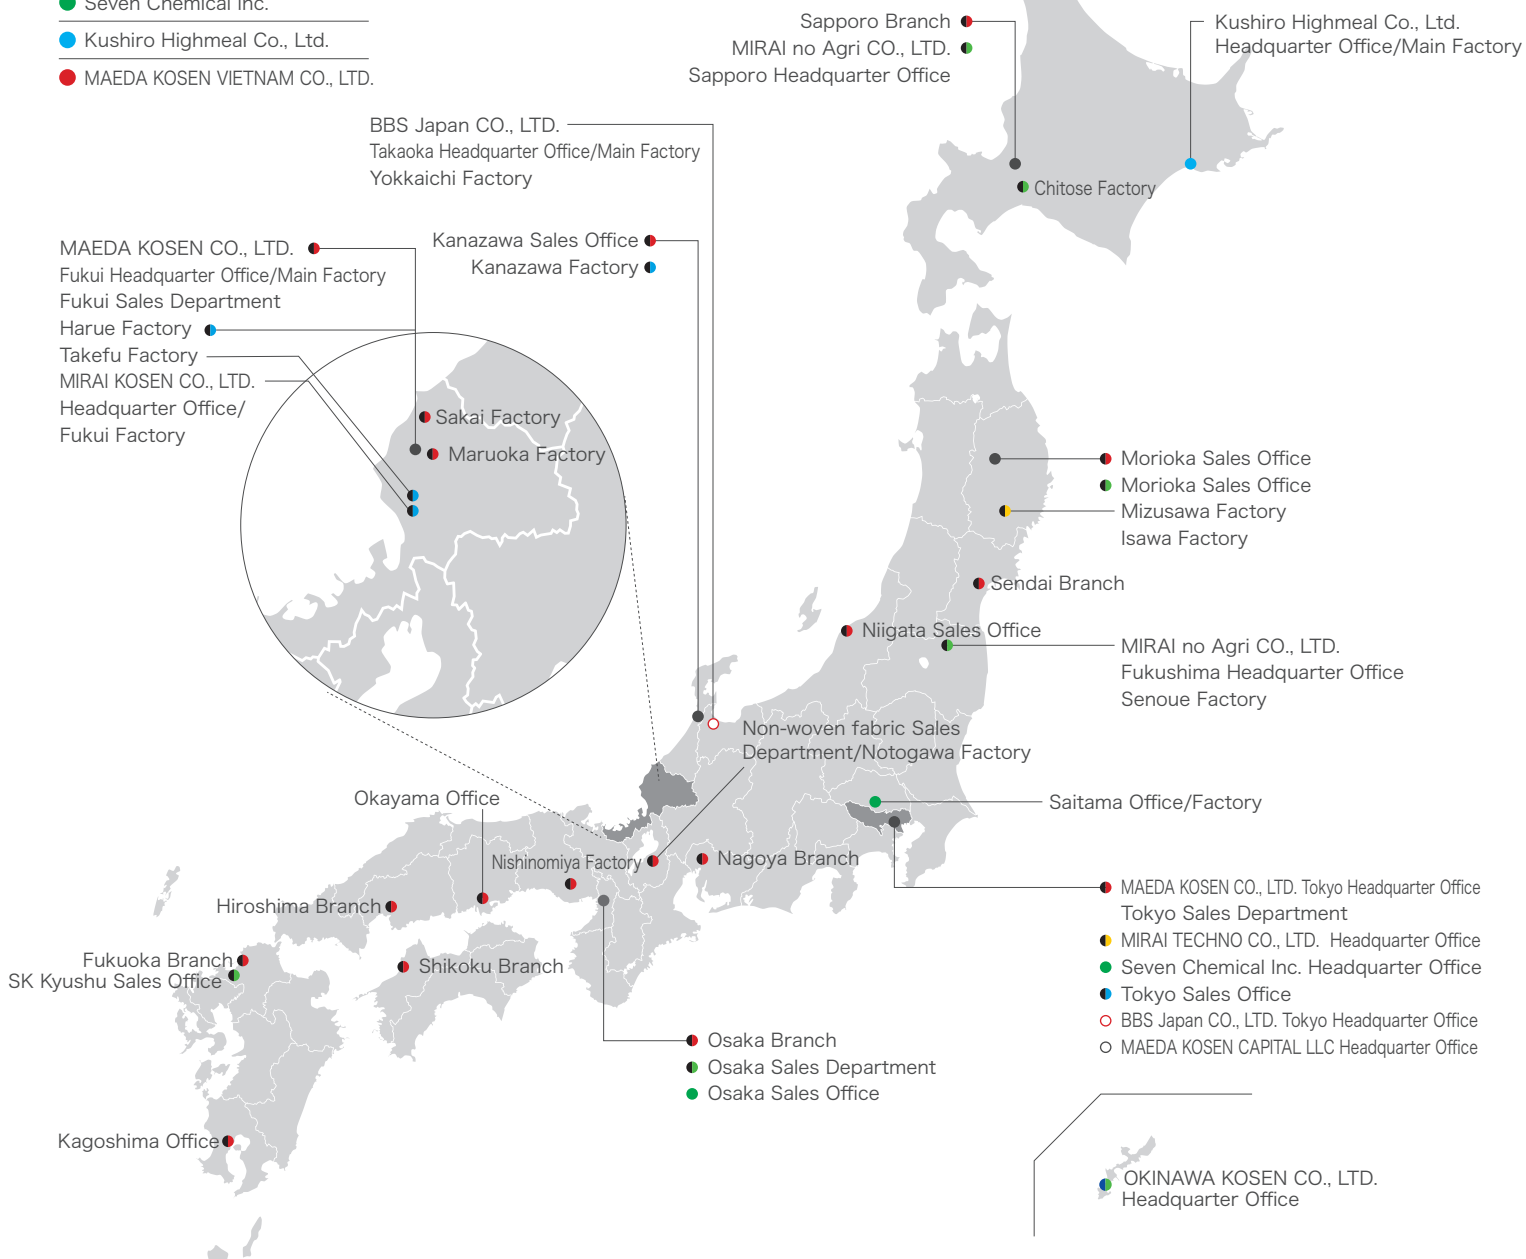 Seven Chemical Inc.
Kushiro Highmeal Co., Ltd.
MAEDA KOSEN VIETNAM CO., LTD.
Sapporo Branch
MIRAI no Agri CO., LTD.
Sapporo Headquarter Office
Kushiro Highmeal Co., Ltd.
Headquarter Office/Main Factory
Chitose Factory
BBS Japan CO., LTD.
Takaoka Headquarter Office/Main Factory
Yokkaichi Factory
Kanazawa Sales Office
Kanazawa Factory
MAEDA KOSEN CO., LTD.
Fukui Headquarter Office/Main Factory
Fukui Sales Department
Harue Factory
Takefu Factory
MIRAI KOSEN CO., LTD.
Headquarter Office/
Fukui Factory
Sakai Factory
Maruoka Factory
Morioka Sales Office
Morioka Sales Office
Mizusawa Factory
Isawa Factory
Sendai Branch
Niigata Sales Office
MIRAI no Agri CO., LTD.
Fukushima Headquarter Office
Senoue Factory
Non-woven fabric Sales
Department/Notogawa Factory
Okayama Office
Saitama Office/Factory
Nishinomiya Factory
Nagoya Branch
Hiroshima Branch
Fukuoka Branch
SK Kyushu Sales Office
Shikoku Branch
MAEDA KOSEN CO., LTD. Tokyo Headquarter Office
Tokyo Sales Department
MIRAI TECHNO CO., LTD. Headquarter Office
Seven Chemical Inc. Headquarter Office
Tokyo Sales Office
BBS Japan CO., LTD. Tokyo Headquarter Office
MAEDA KOSEN CAPITAL LLC Headquarter Office
Osaka Branch
Osaka Sales Department
Osaka Sales Office
Kagoshima Office
OKINAWA KOSEN CO., LTD.
Headquarter Office